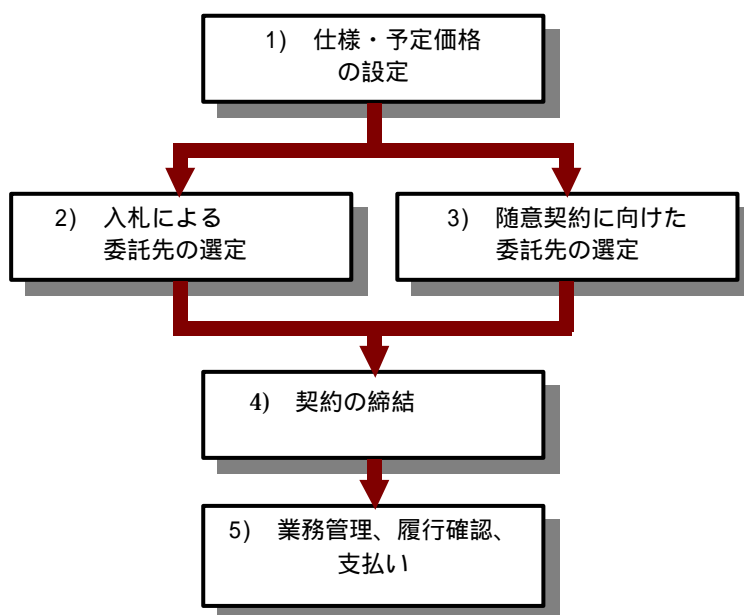 1) 仕様・予定価格
の設定
2) 入札による
委託先の選定
3) 随意契約に向けた
委託先の選定
4) 契約の締結
5) 業務管理、履行確認、
支払い